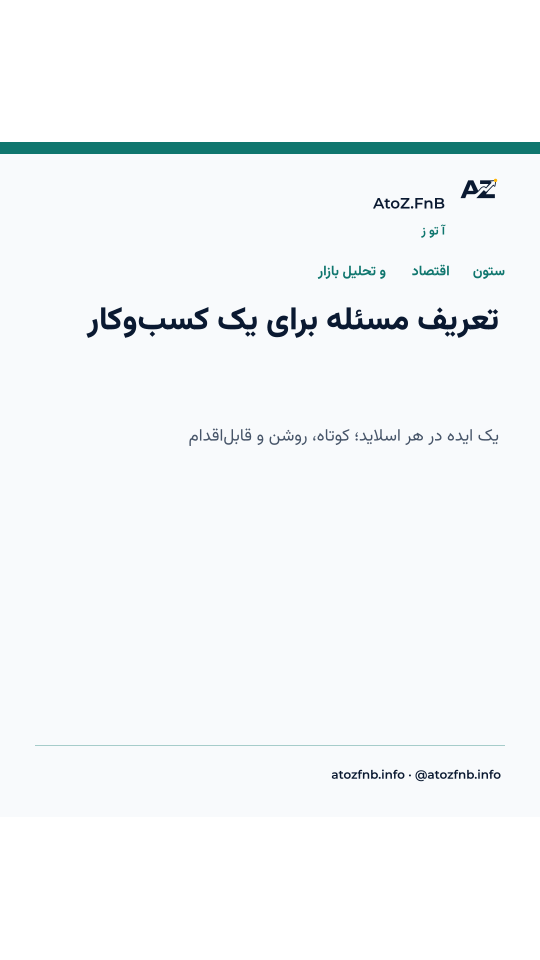 AZ
AtoZ.FnB
آ تو ز
ستون اقتصاد و تحلیل بازار
تعریف مسئله برای یک کسب‌وکار
یک ایده در هر اسلاید؛ کوتاه، روشن و قابل‌اقدام
atozfnb.info · @atozfnb.info